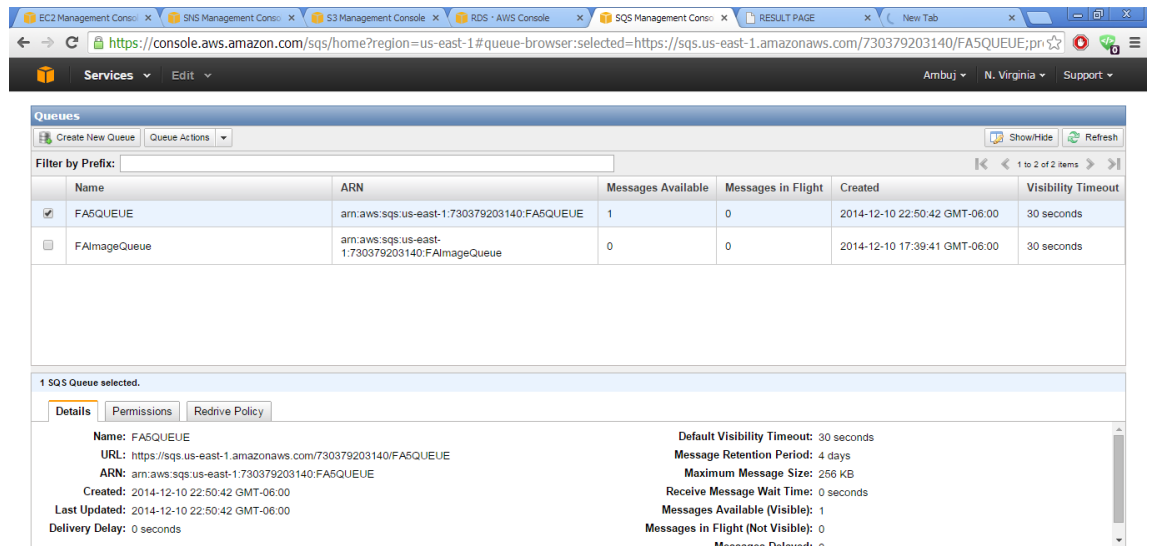 EC2 Management Consol
SNS Management Conso
S3 Management Console
RDS · AWS Console
SQS Management Conso
RESULT PAGE
New Tab
https://console.aws.amazon.com/sqs/home?region=us-east-1#queue-browser:selected=https://sqs.us-east-1.amazonaws.com/730379203140/FA5QUEUE;pr
0
Services Edit Ambuj N. Virginia Support
Queues
Create New Queue Queue Actions Show/Hide Refresh
Filter by Prefix: 1 to 2 of 2 items
Name ARN Messages Available Messages in Flight Created Visibility Timeout
FA5QUEUE arn:aws:sqs:us-east-1:730379203140:FA5QUEUE 1 0 2014-12-10 22:50:42 GMT-06:00 30 seconds
FAImageQueue arn:aws:sqs:us-east-
1:730379203140:FAImageQueue 0 0 2014-12-10 17:39:41 GMT-06:00 30 seconds
1 SQS Queue selected.
Details Permissions Redrive Policy
Name: FA5QUEUE
URL: https://sqs.us-east-1.amazonaws.com/730379203140/FA5QUEUE
ARN: arn:aws:sqs:us-east-1:730379203140:FA5QUEUE
Created: 2014-12-10 22:50:42 GMT-06:00
Last Updated: 2014-12-10 22:50:42 GMT-06:00
Delivery Delay: 0 seconds
Default Visibility Timeout: 30 seconds
Message Retention Period: 4 days
Maximum Message Size: 256 KB
Receive Message Wait Time: 0 seconds
Messages Available (Visible): 1
Messages in Flight (Not Visible): 0
Messages Delayed: 0